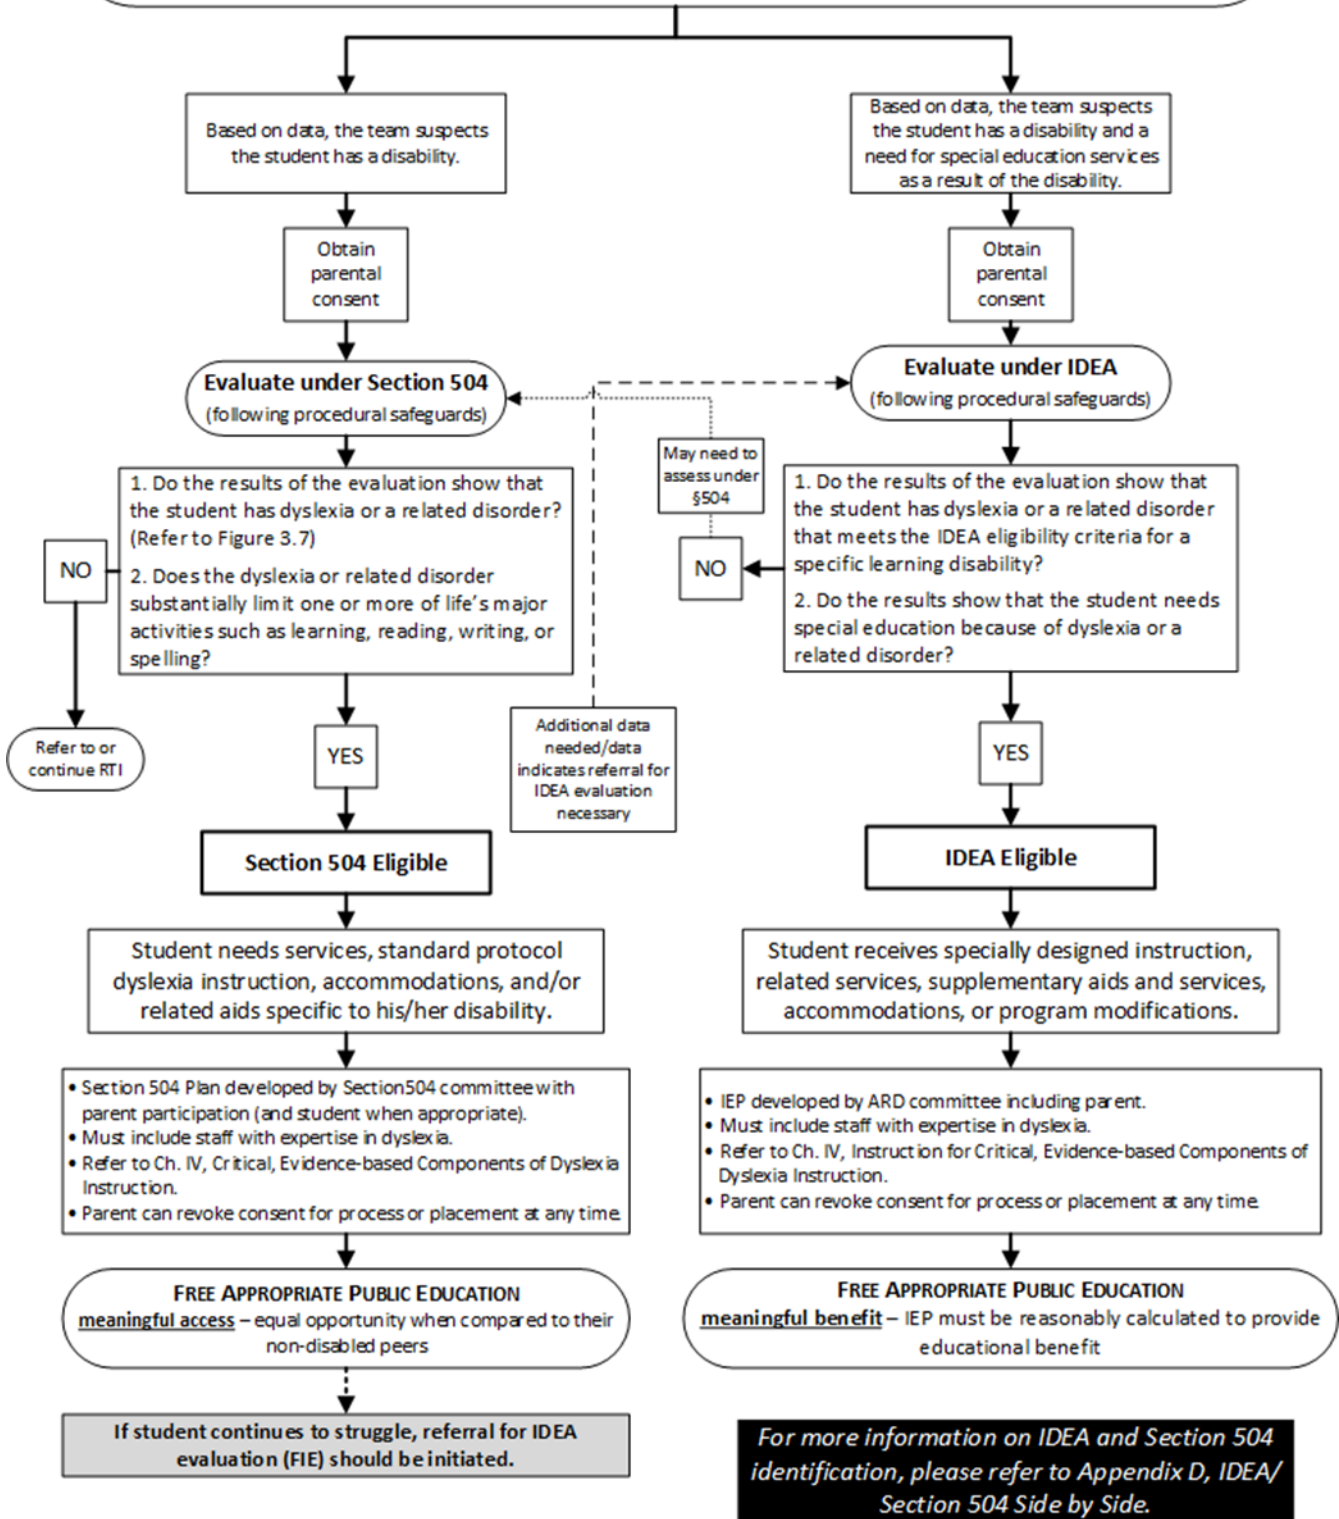 Based on data, the team suspects
the student has a disability.
Based on data, the team suspects
the student has a disability and a
need for special education services
as a result of the disability.
Obtain
parental
consent
Obtain
parental
consent
Evaluate under Section 504
(following procedural safeguards)
Evaluate under IDEA
(following procedural safeguards)
May need to
assess under
§504
1. Do the results of the evaluation show that
the student has dyslexia or a related disorder?
(Refer to Figure 3.7)
2. Does the dyslexia or related disorder
substantially limit one or more of life's major
activities such as learning, reading, writing, or
spelling?
NO
1. Do the results of the evaluation show that
the student has dyslexia or a related disorder
that meets the IDEA eligibility criteria for a
specific learning disability?
2. Do the results show that the student needs
special education because of dyslexia or a
related disorder?
NO
Refer to or
continue RTI
YES
Additional data
needed/data
indicates referral for
IDEA evaluation
necessary
YES
Section 504 Eligible
IDEA Eligible
Student needs services, standard protocol
dyslexia instruction, accommodations, and/or
related aids specific to his/her disability.
Student receives specially designed instruction,
related services, supplementary aids and services,
accommodations, or program modifications.
• Section 504 Plan developed by Section504 committee with
parent participation (and student when appropriate).
• Must include staff with expertise in dyslexia.
• Refer to Ch. IV, Critical, Evidence-based Components of Dyslexia
Instruction.
• Parent can revoke consent for process or placement at any time.
• IEP developed by ARD committee including parent.
• Must include staff with expertise in dyslexia.
• Refer to Ch. IV, Instruction for Critical, Evidence-based Components of
Dyslexia Instruction.
• Parent can revoke consent for process or placement at any time.
FREE APPROPRIATE PUBLIC EDUCATION
meaningful access – equal opportunity when compared to their
non-disabled peers
FREE APPROPRIATE PUBLIC EDUCATION
meaningful benefit – IEP must be reasonably calculated to provide
educational benefit
If student continues to struggle, referral for IDEA
evaluation (FIE) should be initiated.
For more information on IDEA and Section 504
identification, please refer to Appendix D, IDEA/
Section 504 Side by Side.